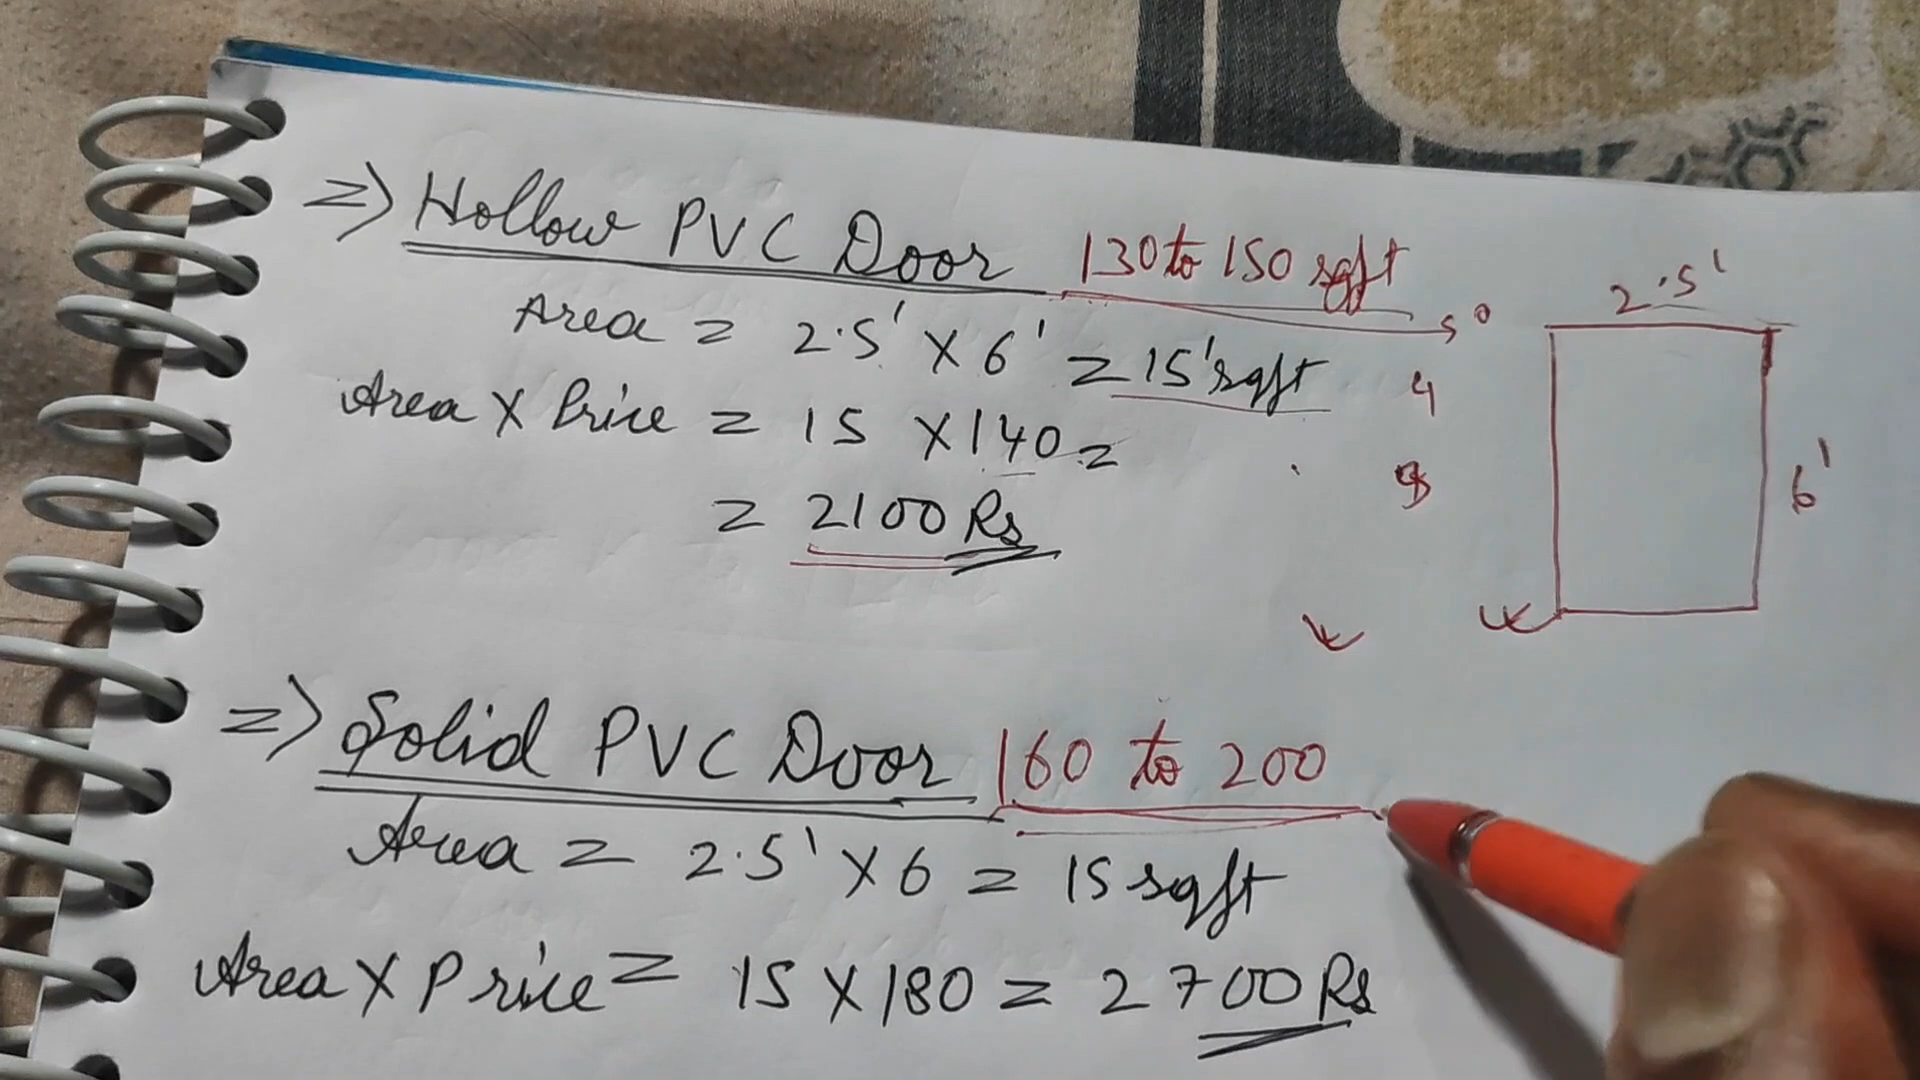 => Hollow PVC Door 130 to 150 sqft
Area = 2.5' X 6' = 15' sqft
Area X Price = 15 X 140 =
= 2100 Rs
2.5'
6'
=> Solid PVC Door 160 to 200
Area = 2.5' X 6 = 15 sqft
Area X Price = 15 X 180 = 2700 Rs